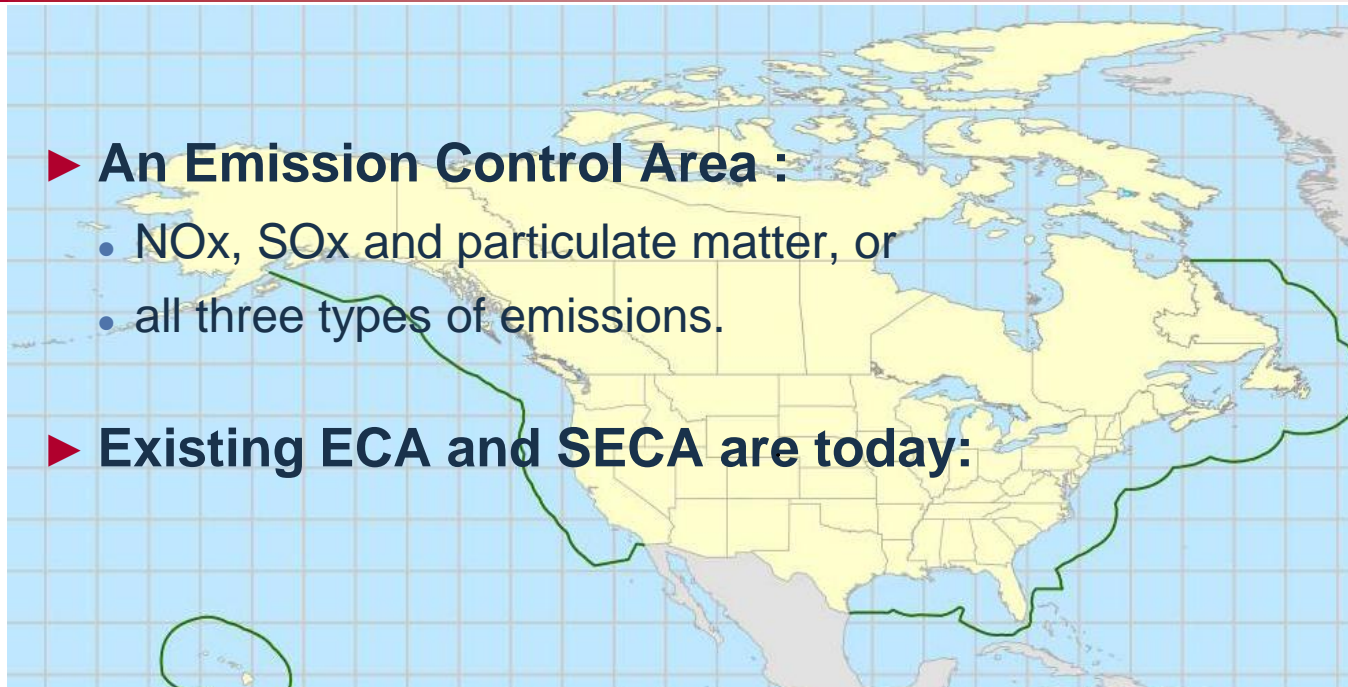 ► An Emission Control Area :
• NOx, SOx and particulate matter, or
• all three types of emissions.
► Existing ECA and SECA are today: